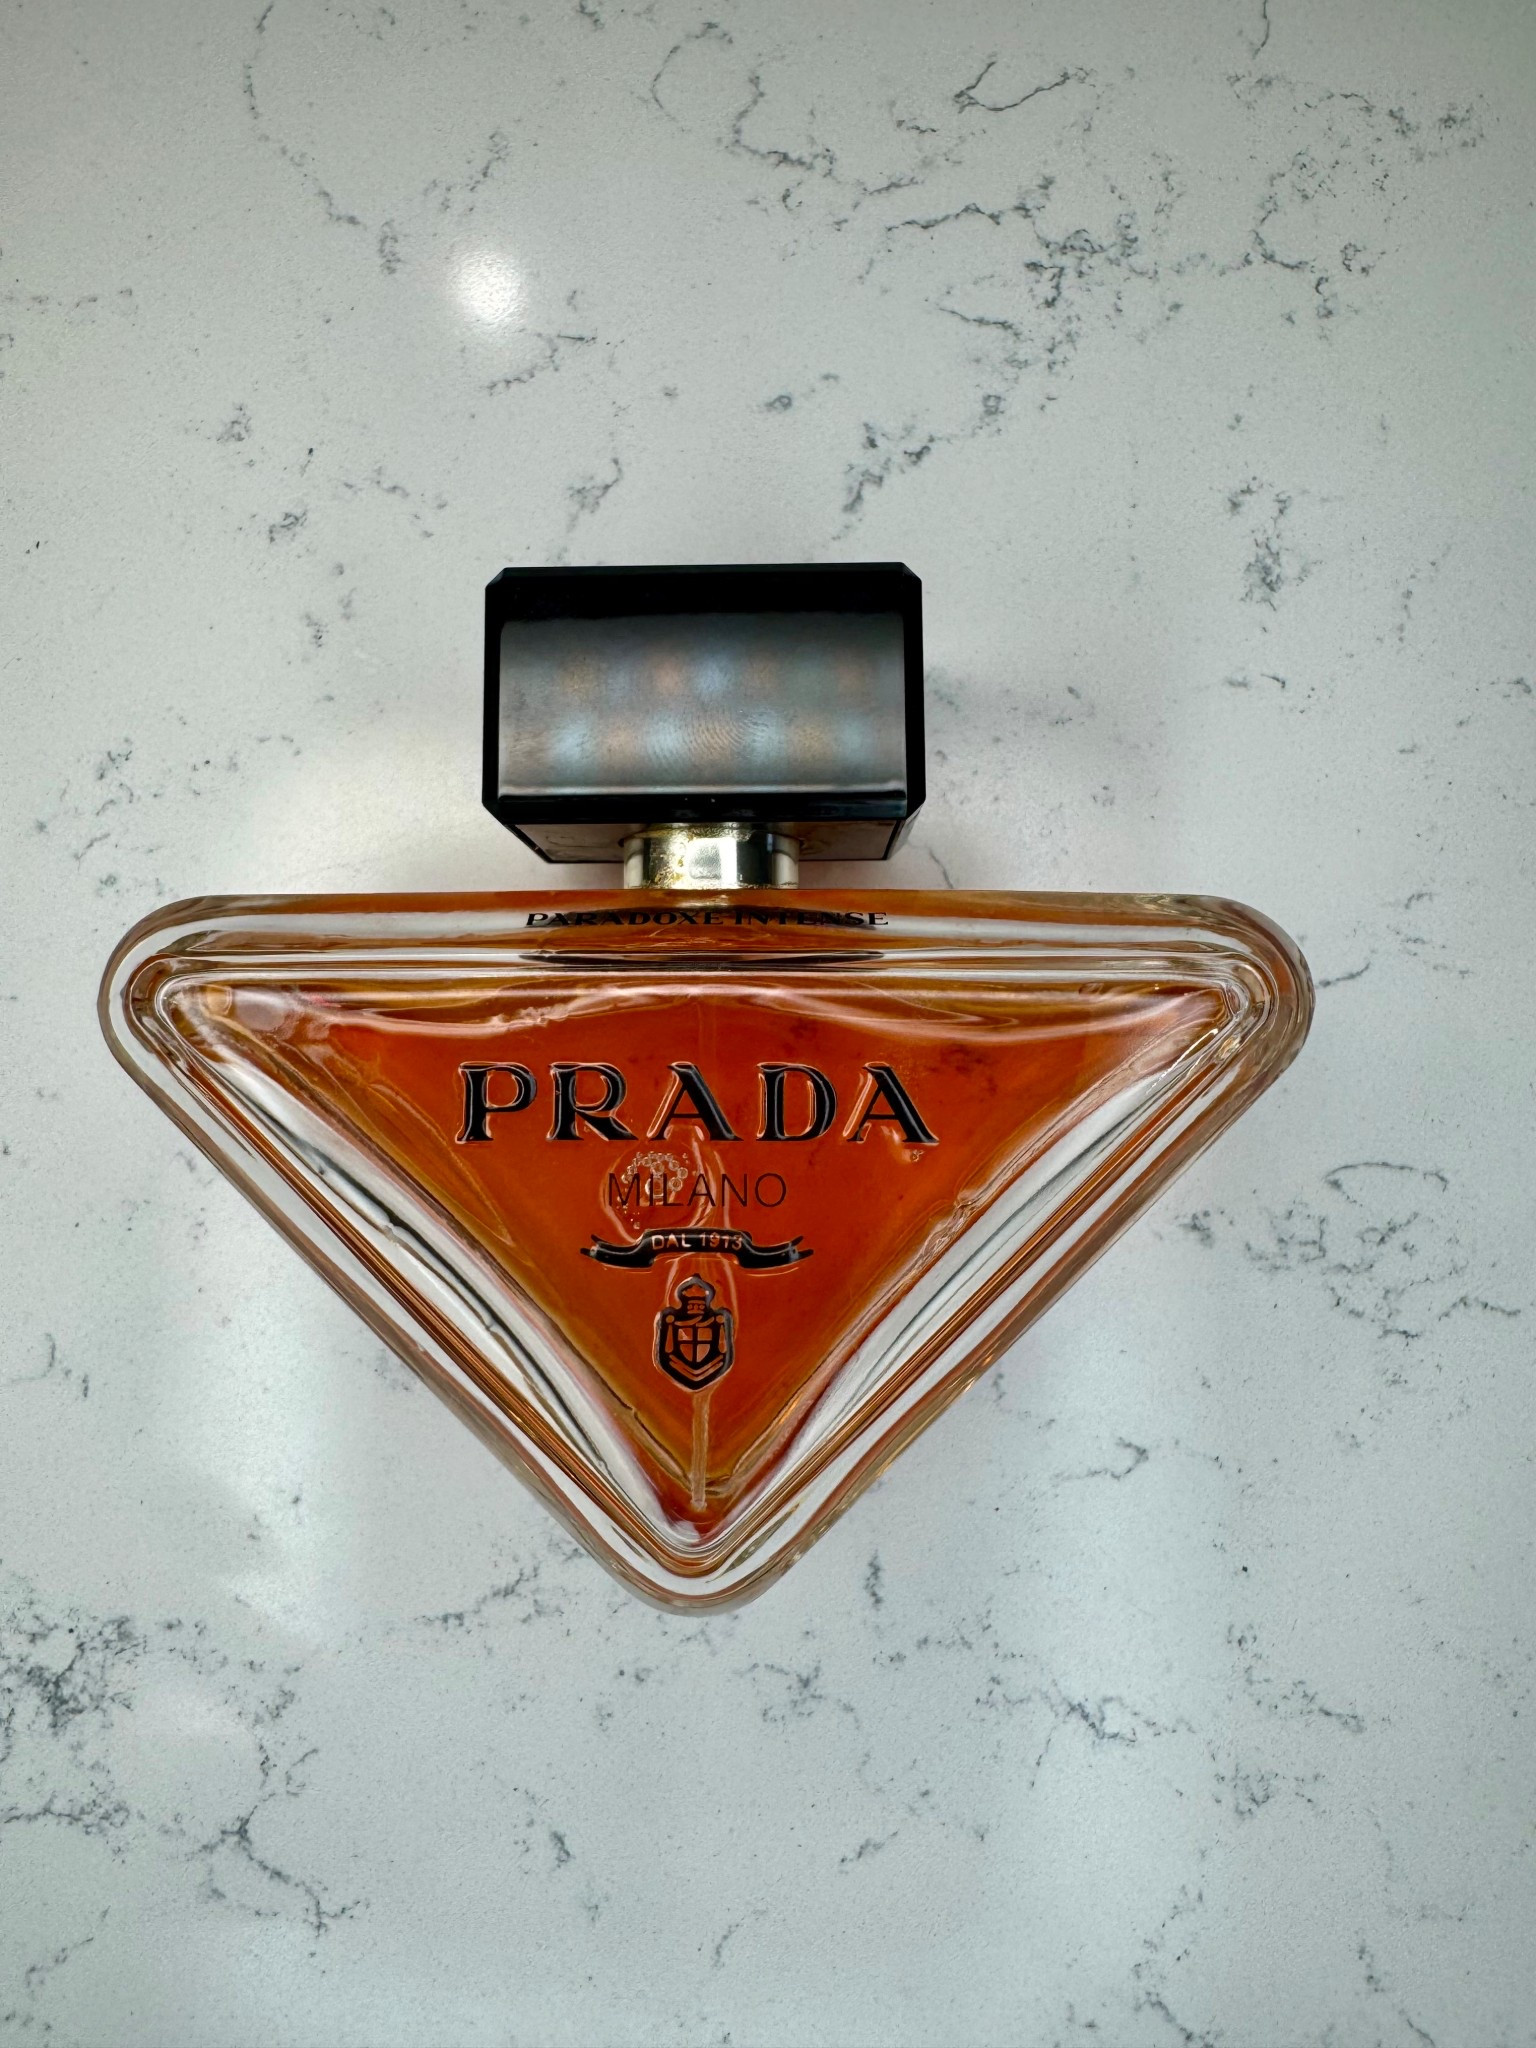 PARADOXE INTENSE
PRADA
MILANO
DAL 1913